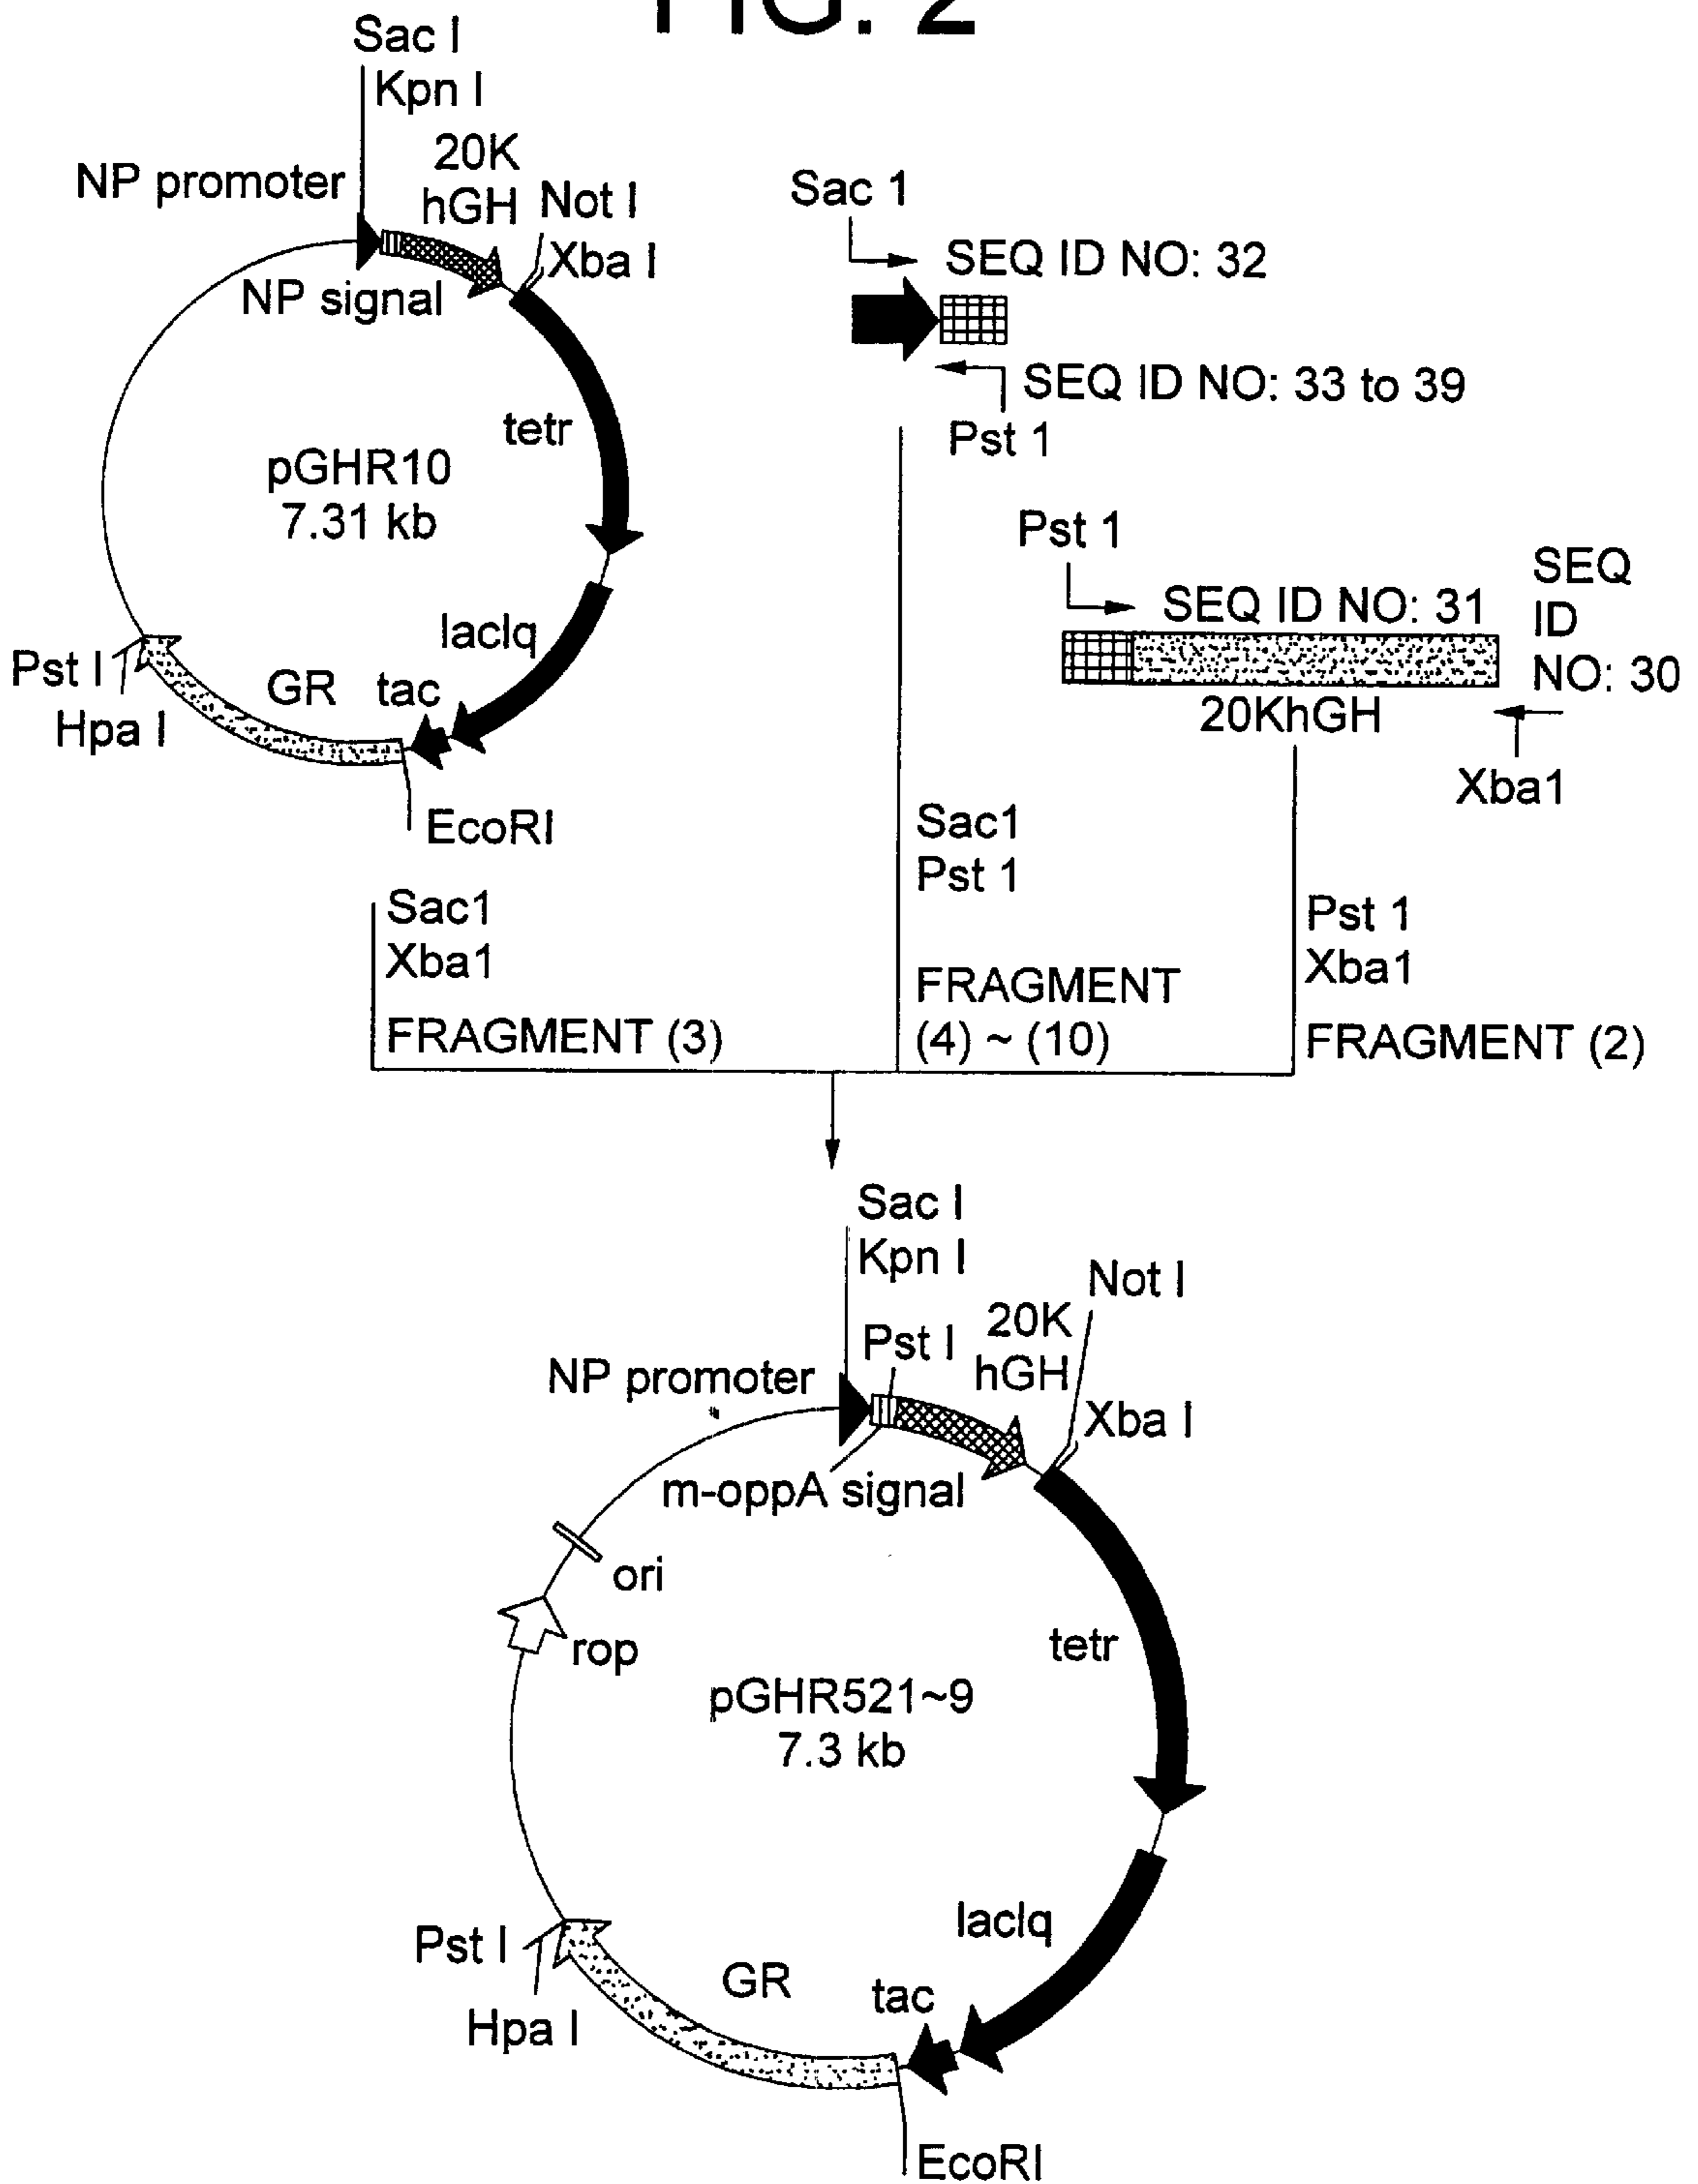 FIG. 2
Sac I
Kpn I
NP promoter
20K
hGH
Not I
Xba I
NP signal
tetr
pGHR10
7.31 kb
lacIq
Pst I
GR
tac
Hpa I
EcoRI
Sac 1
SEQ ID NO: 32
SEQ ID NO: 33 to 39
Pst 1
Pst 1
SEQ ID NO: 31
SEQ
ID
NO: 30
20KhGH
Xba1
Sac1
Xba1
FRAGMENT (3)
Sac1
Pst 1
FRAGMENT
(4) ~ (10)
Pst 1
Xba1
FRAGMENT (2)
Sac I
Kpn I
Not I
Pst I
20K
hGH
NP promoter
Xba I
m-oppA signal
ori
rop
tetr
pGHR521~9
7.3 kb
lacIq
Pst I
GR
tac
Hpa I
EcoRI